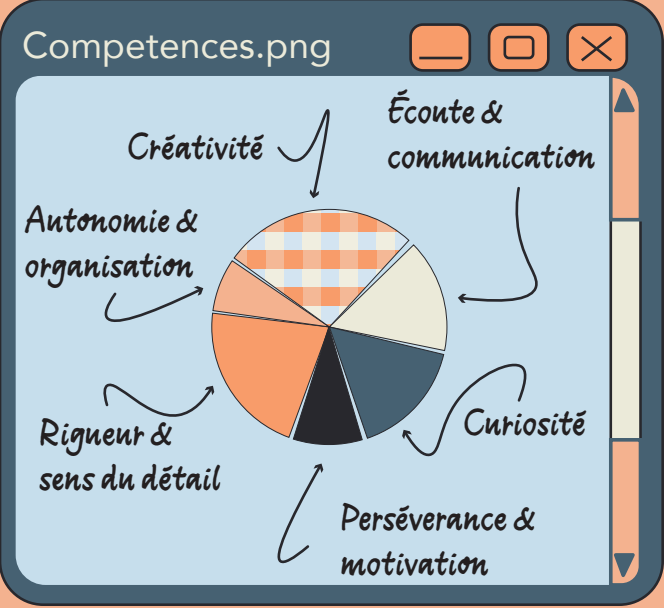 Competences.png
Créativité
Écoute &
communication
Autonomie &
organisation
Rigueur &
sens du détail
Curiosité
Persévérance &
motivation